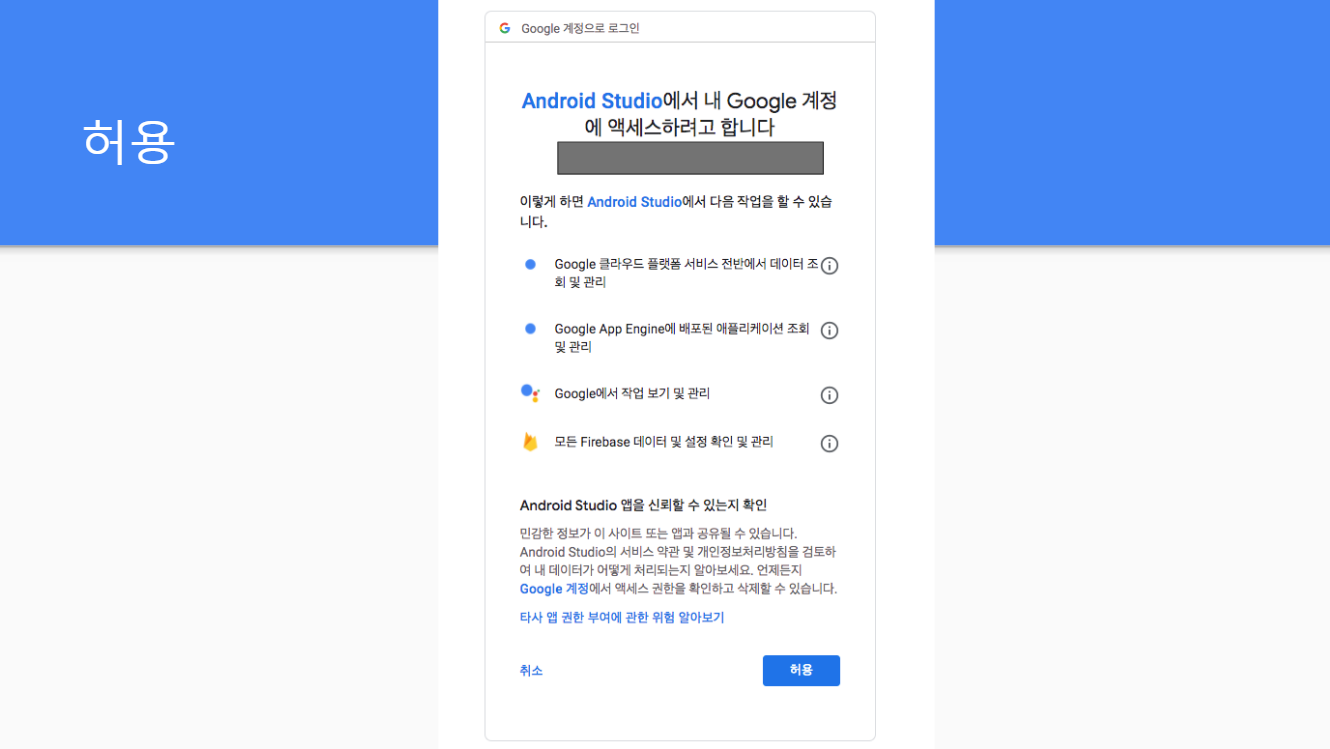 허용
Google 계정으로 로그인
Android Studio에서 내 Google 계정
에 액세스하려고 합니다
이렇게 하면 Android Studio에서 다음 작업을 할 수 있습
니다.
Google 클라우드 플랫폼 서비스 전반에서 데이터 조
회 및 관리
Google App Engine에 배포된 애플리케이션 조회
및 관리
Google에서 작업 보기 및 관리
모든 Firebase 데이터 및 설정 확인 및 관리
Android Studio 앱을 신뢰할 수 있는지 확인
민감한 정보가 이 사이트 또는 앱과 공유될 수 있습니다.
Android Studio의 서비스 약관 및 개인정보처리방침을 검토하
여 내 데이터가 어떻게 처리되는지 알아보세요. 언제든지
Google 계정에서 액세스 권한을 확인하고 삭제할 수 있습니다.
타사 앱 권한 부여에 관한 위험 알아보기
취소
허용